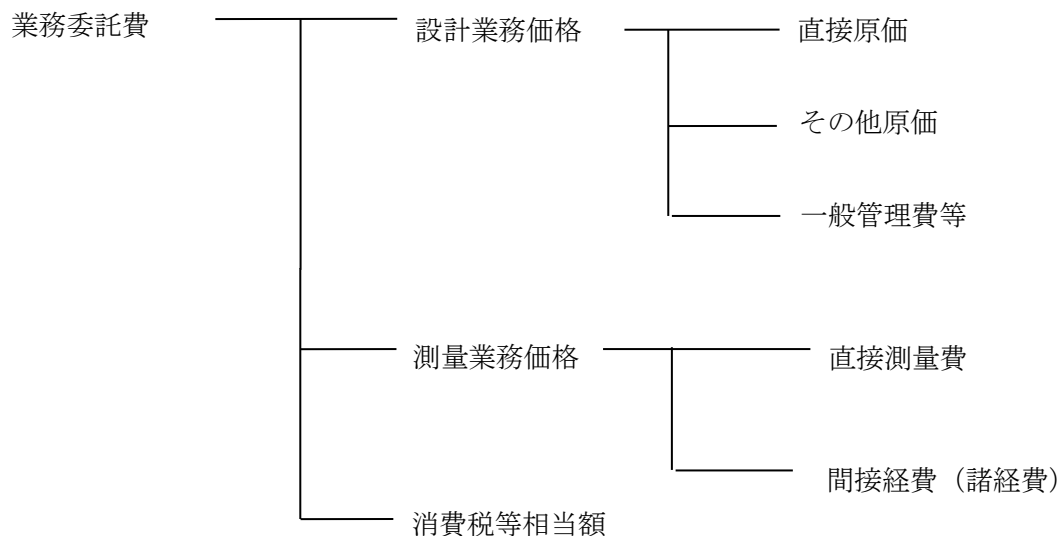 業務委託費
設計業務価格
直接原価
その他原価
一般管理費等
測量業務価格
直接測量費
間接経費（諸経費）
消費税等相当額